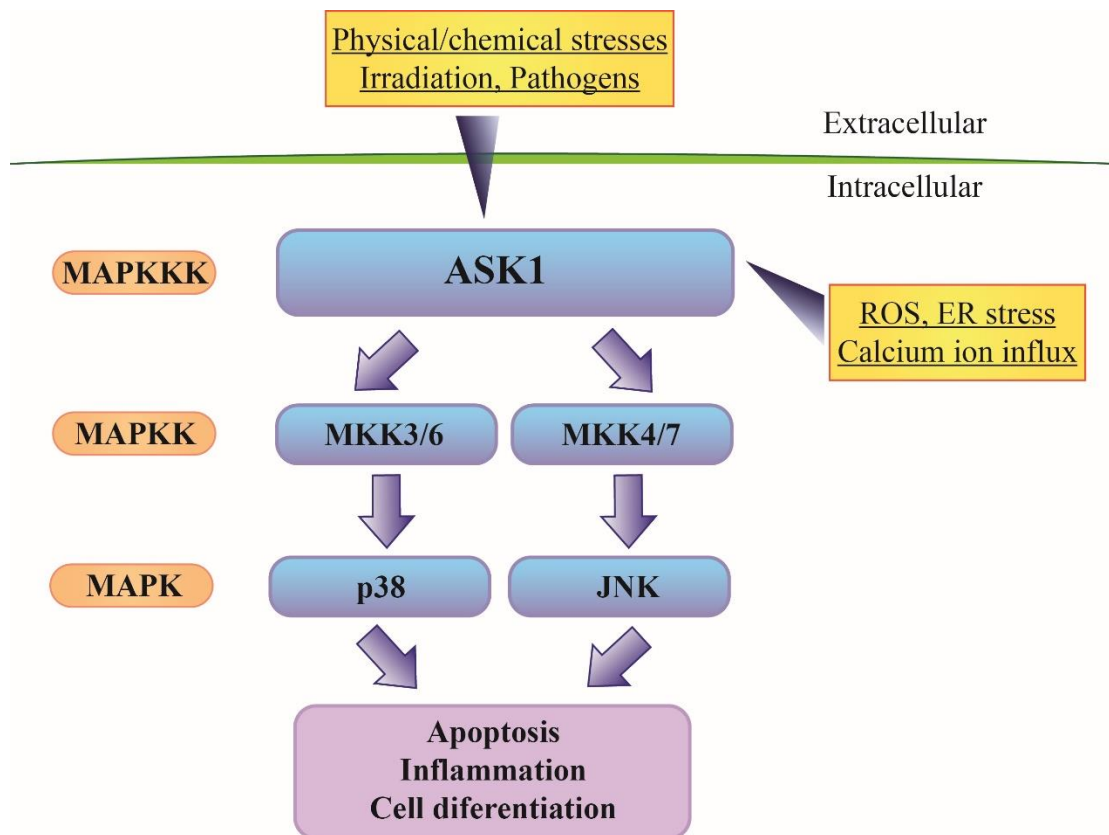 Physical/chemical stresses
Irradiation, Pathogens
Extracellular
Intracellular
MAPKKK
ASK1
ROS, ER stress
Calcium ion influx
MAPKK
MKK3/6
MKK4/7
MAPK
p38
JNK
Apoptosis
Inflammation
Cell diferentiation